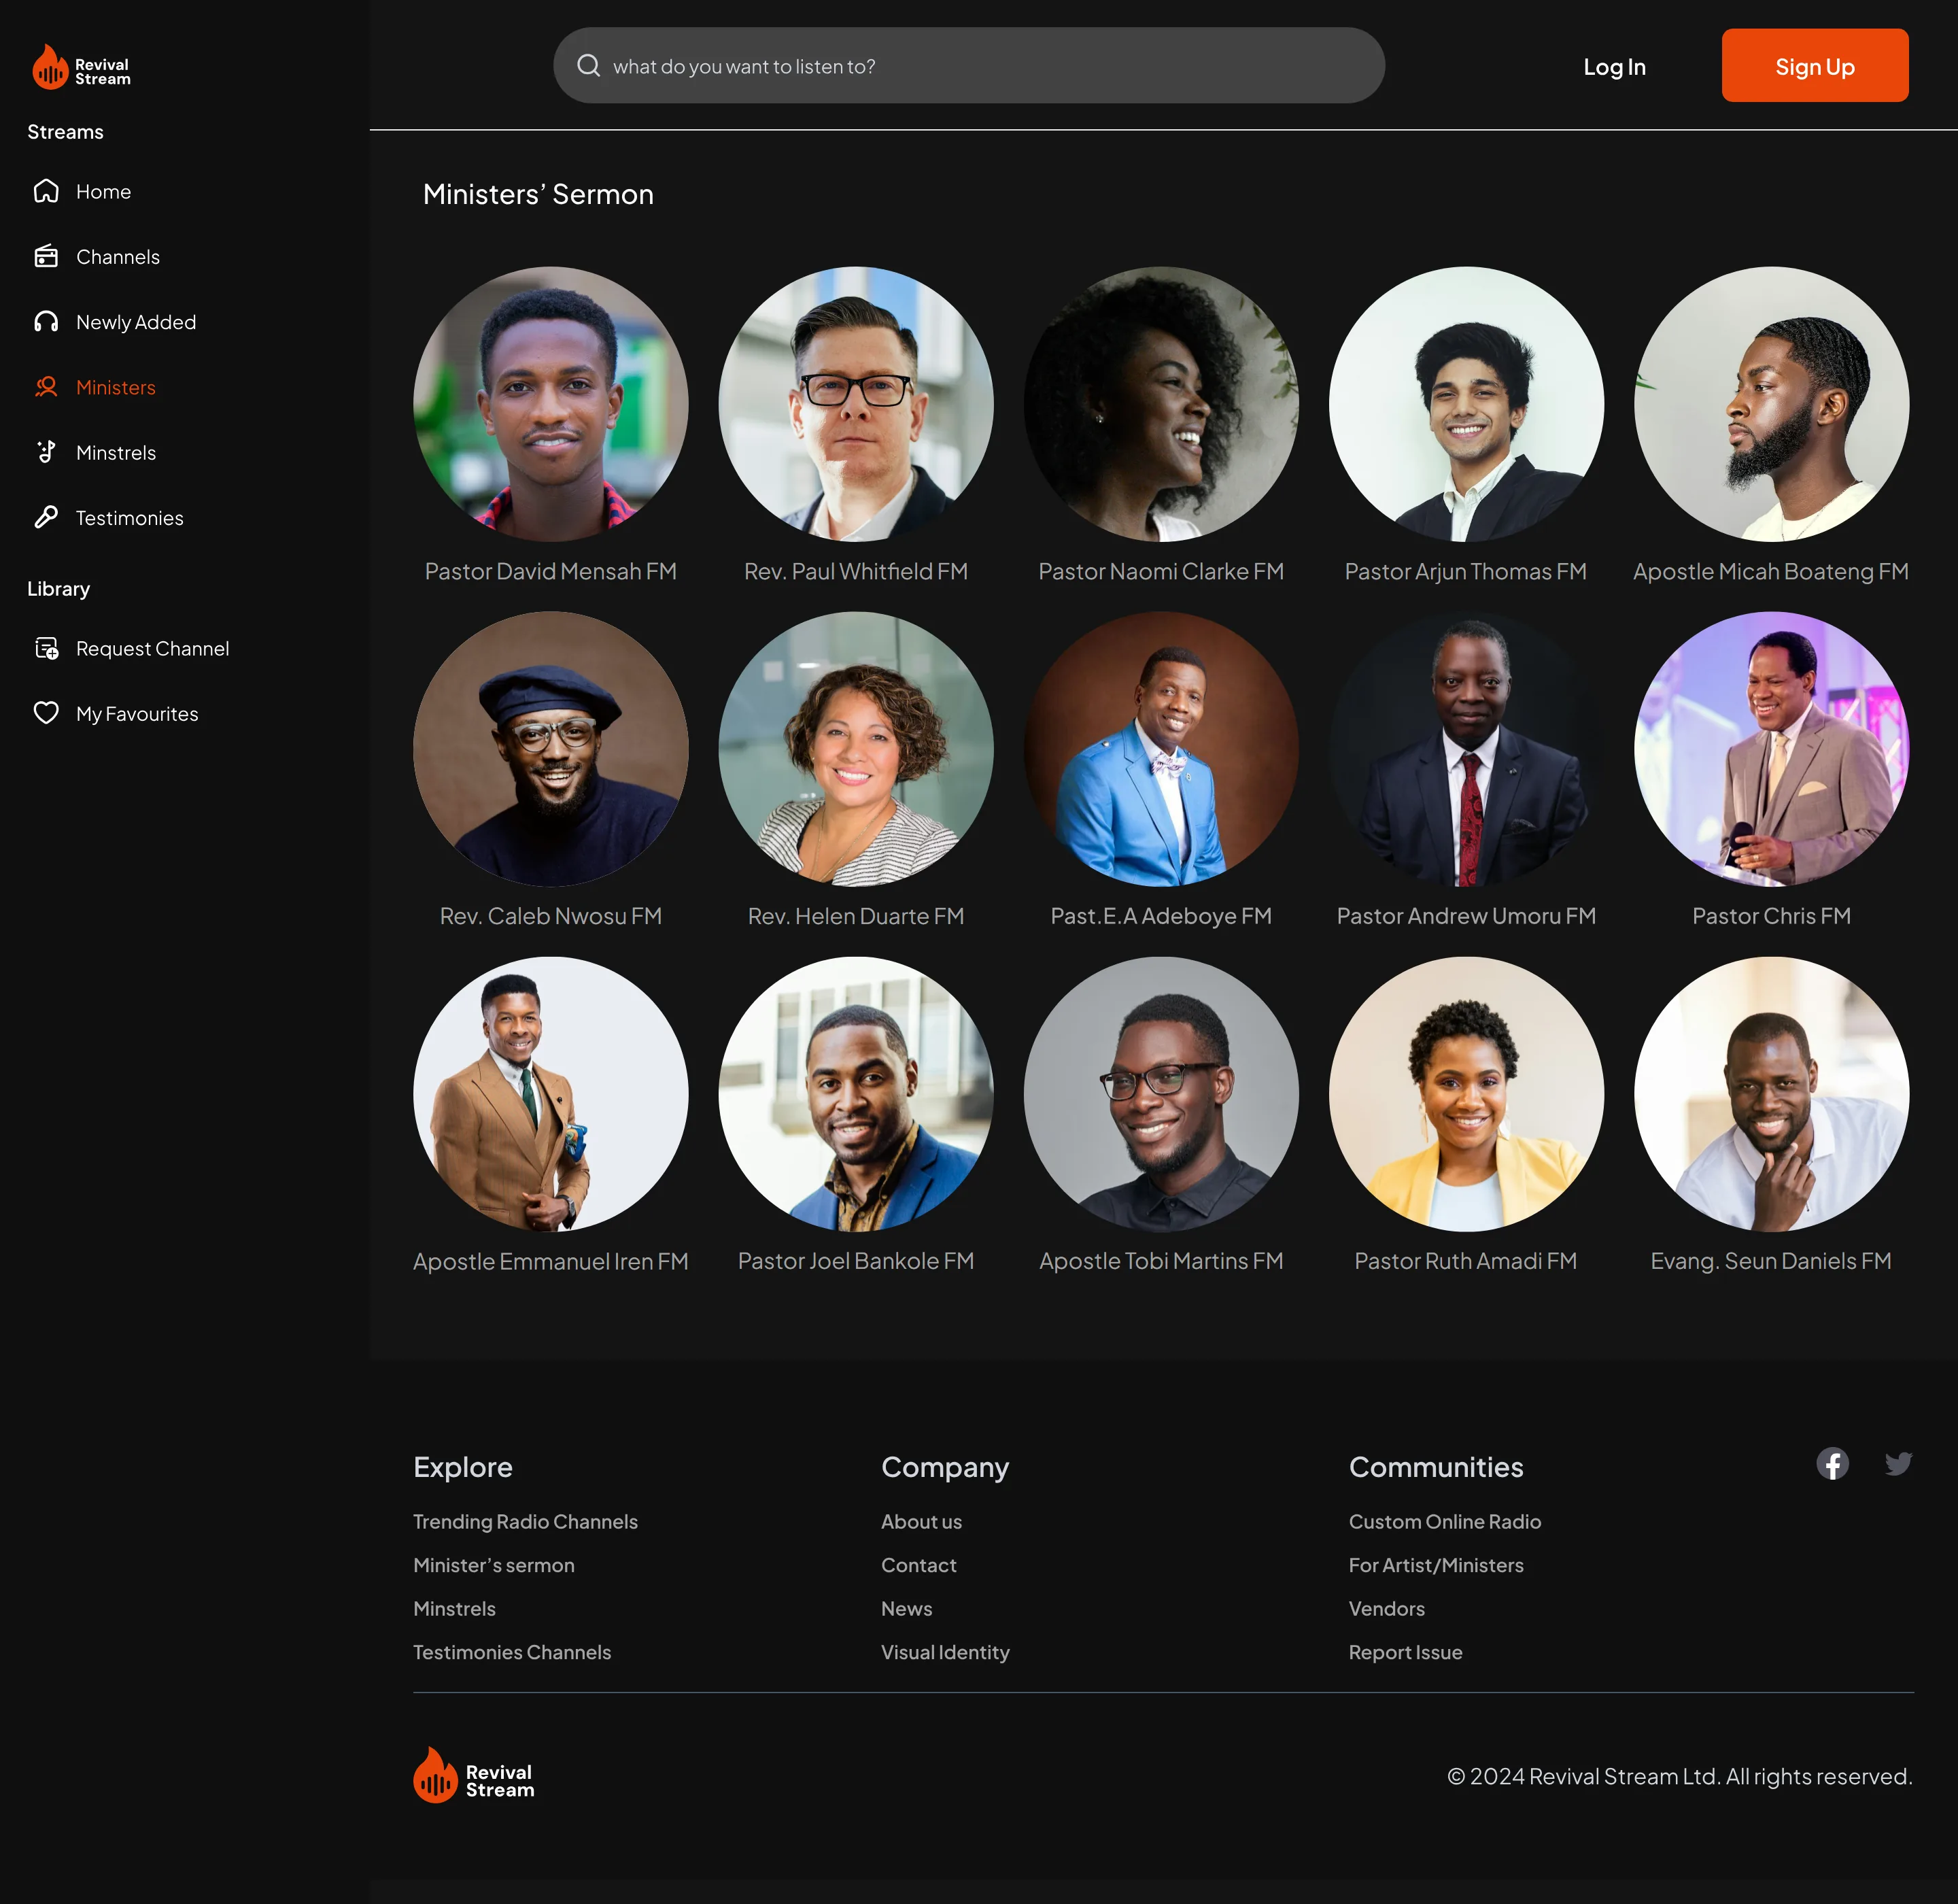 Revival
Stream
what do you want to listen to?
Log In
Sign Up
Streams
Home
Channels
Newly Added
Ministers
Minstrels
Testimonies
Library
Request Channel
My Favourites
Ministers’ Sermon
Pastor David Mensah FM
Rev. Paul Whitfield FM
Pastor Naomi Clarke FM
Pastor Arjun Thomas FM
Apostle Micah Boateng FM
Rev. Caleb Nwosu FM
Rev. Helen Duarte FM
Past.E.A Adeboye FM
Pastor Andrew Umoru FM
Pastor Chris FM
Apostle Emmanuel Iren FM
Pastor Joel Bankole FM
Apostle Tobi Martins FM
Pastor Ruth Amadi FM
Evang. Seun Daniels FM
Explore
Trending Radio Channels
Minister’s sermon
Minstrels
Testimonies Channels
Company
About us
Contact
News
Visual Identity
Communities
Custom Online Radio
For Artist/Ministers
Vendors
Report Issue
Revival
Stream
© 2024 Revival Stream Ltd. All rights reserved.